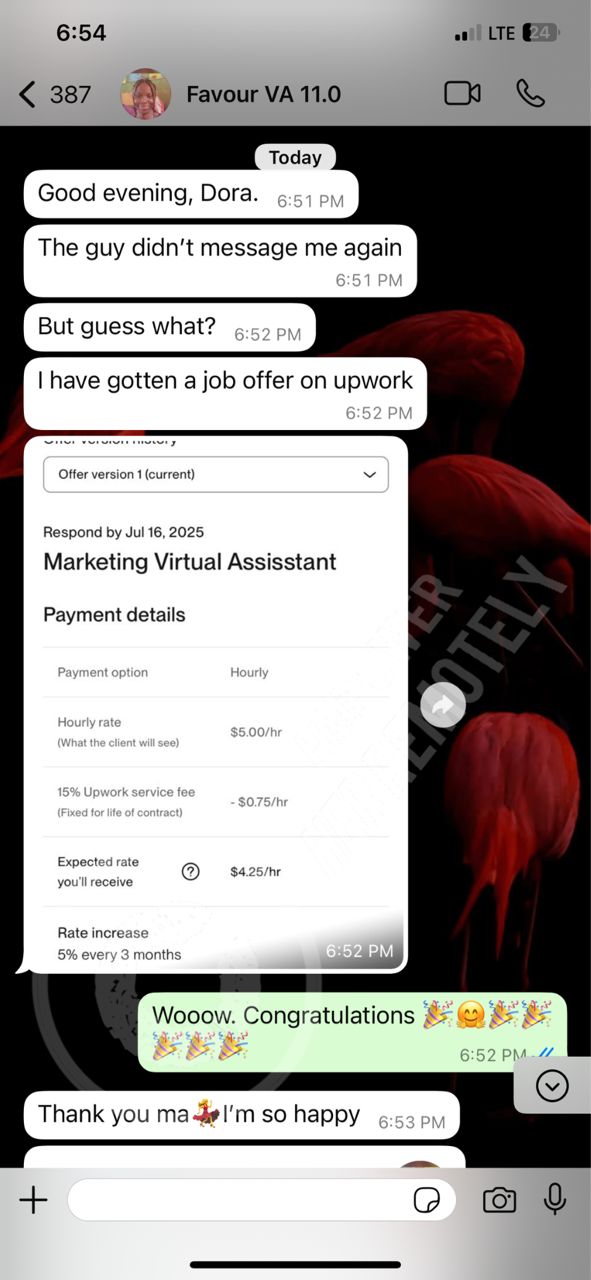 6:54
LTE
24
387
Favour VA 11.0
Today
Good evening, Dora. 6:51 PM
The guy didn't message me again
6:51 PM
But guess what? 6:52 PM
I have gotten a job offer on upwork
6:52 PM
Offer version history
Offer version 1 (current)
Respond by Jul 16, 2025
Marketing Virtual Assisstant
Payment details
Payment option Hourly
Hourly rate
(What the client will see) $5.00/hr
15% Upwork service fee
(Fixed for life of contract) - $0.75/hr
Expected rate
you'll receive ? $4.25/hr
Rate increase
5% every 3 months
6:52 PM
Wooow. Congratulations 🎉🤗🎉🎉
🎉🎉🎉
6:52 PM
Thank you ma💃I'm so happy 6:53 PM